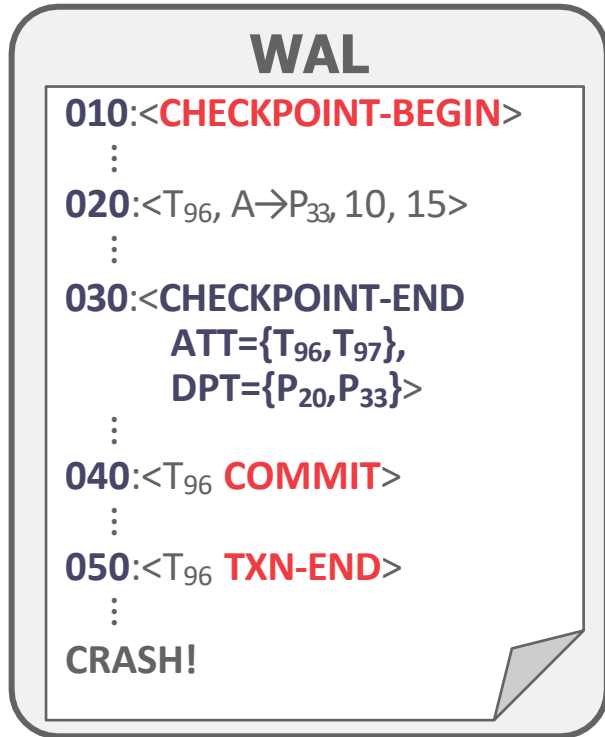 WAL
010:<CHECKPOINT-BEGIN>
⋮
020:<T₉₆, A→P₃₃, 10, 15>
⋮
030:<CHECKPOINT-END
ATT={T₉₆,T₉₇},
DPT={P₂₀,P₃₃}>
⋮
040:<T₉₆ COMMIT>
⋮
050:<T₉₆ TXN-END>
⋮
CRASH!